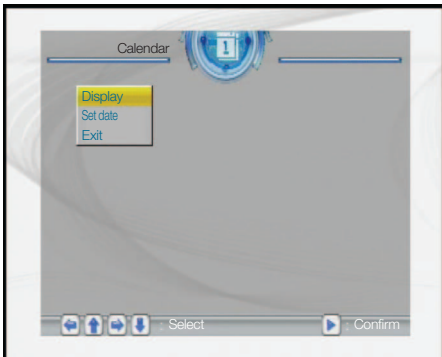 Calendar
1
Display
Set date
Exit
: Select
: Confirm